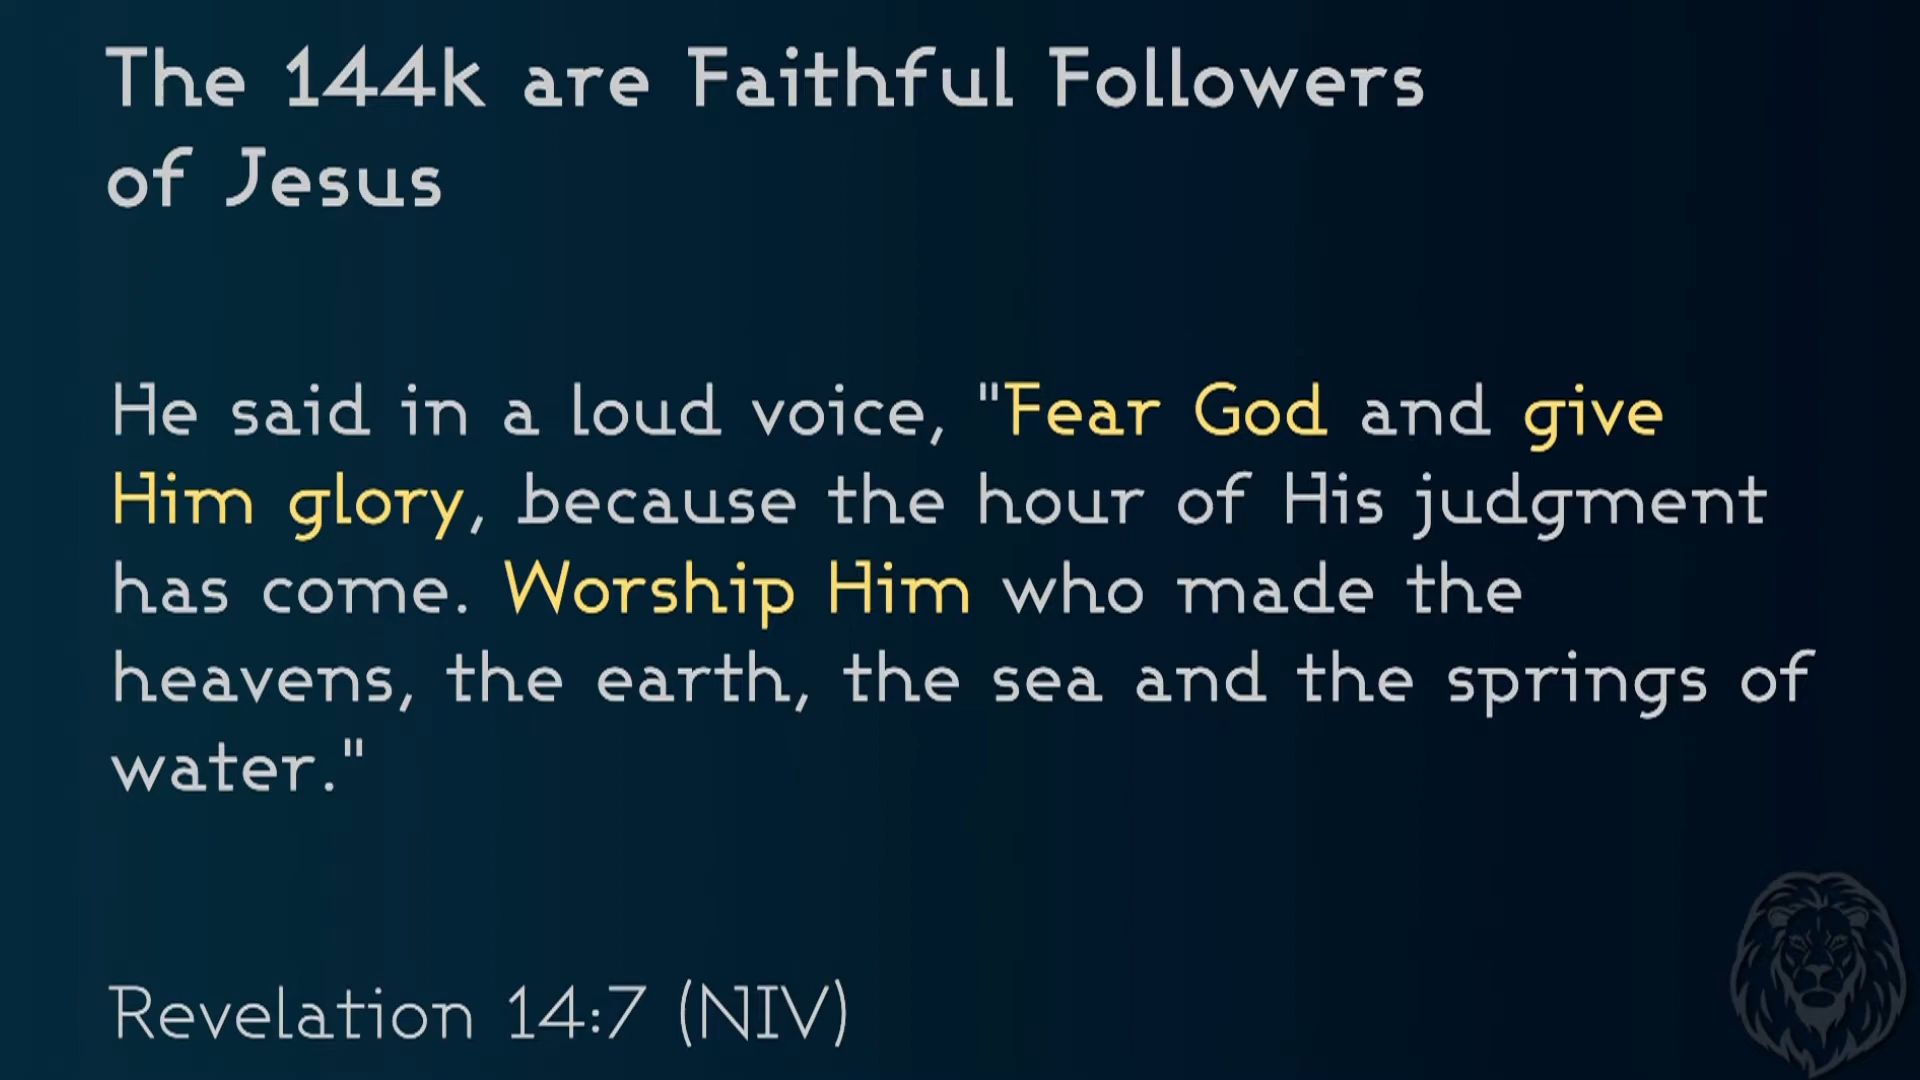 The 144k are Faithful Followers
of Jesus
He said in a loud voice, "Fear God and give
Him glory, because the hour of His judgment
has come. Worship Him who made the
heavens, the earth, the sea and the springs of
water."
Revelation 14:7 (NIV)